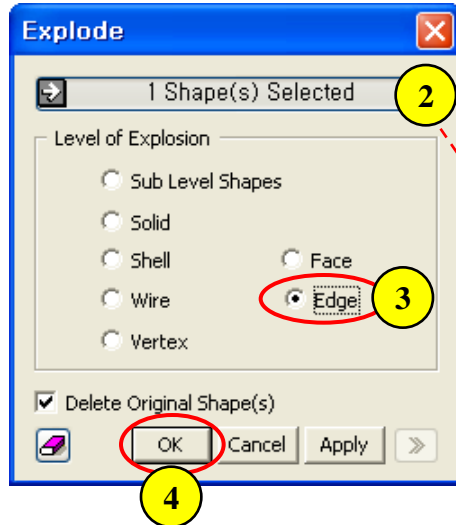 Explode
1 Shape(s) Selected
2
Level of Explosion
Sub Level Shapes
Solid
Shell
Face
Wire
Edge
3
Vertex
Delete Original Shape(s)
OK
Cancel
Apply
4